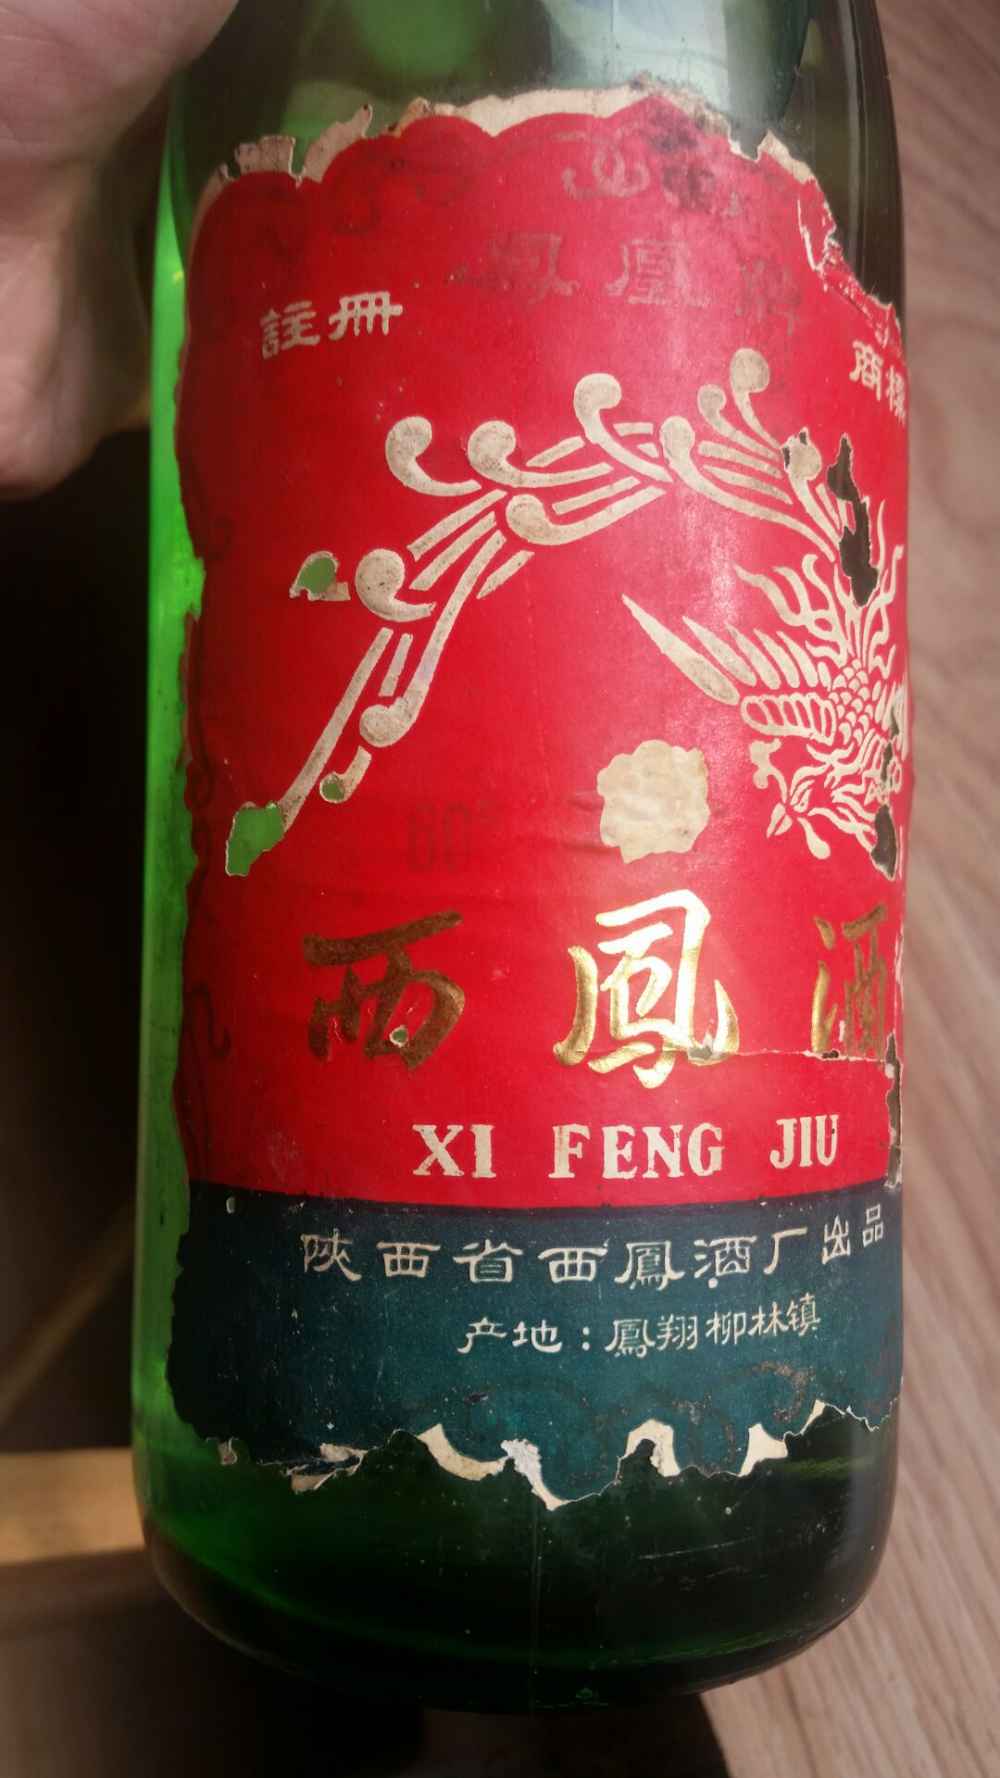 鳳凰牌
註冊 商標
西鳳酒
XI FENG JIU
陝西省西鳳酒厂出品
产地：鳳翔柳林镇